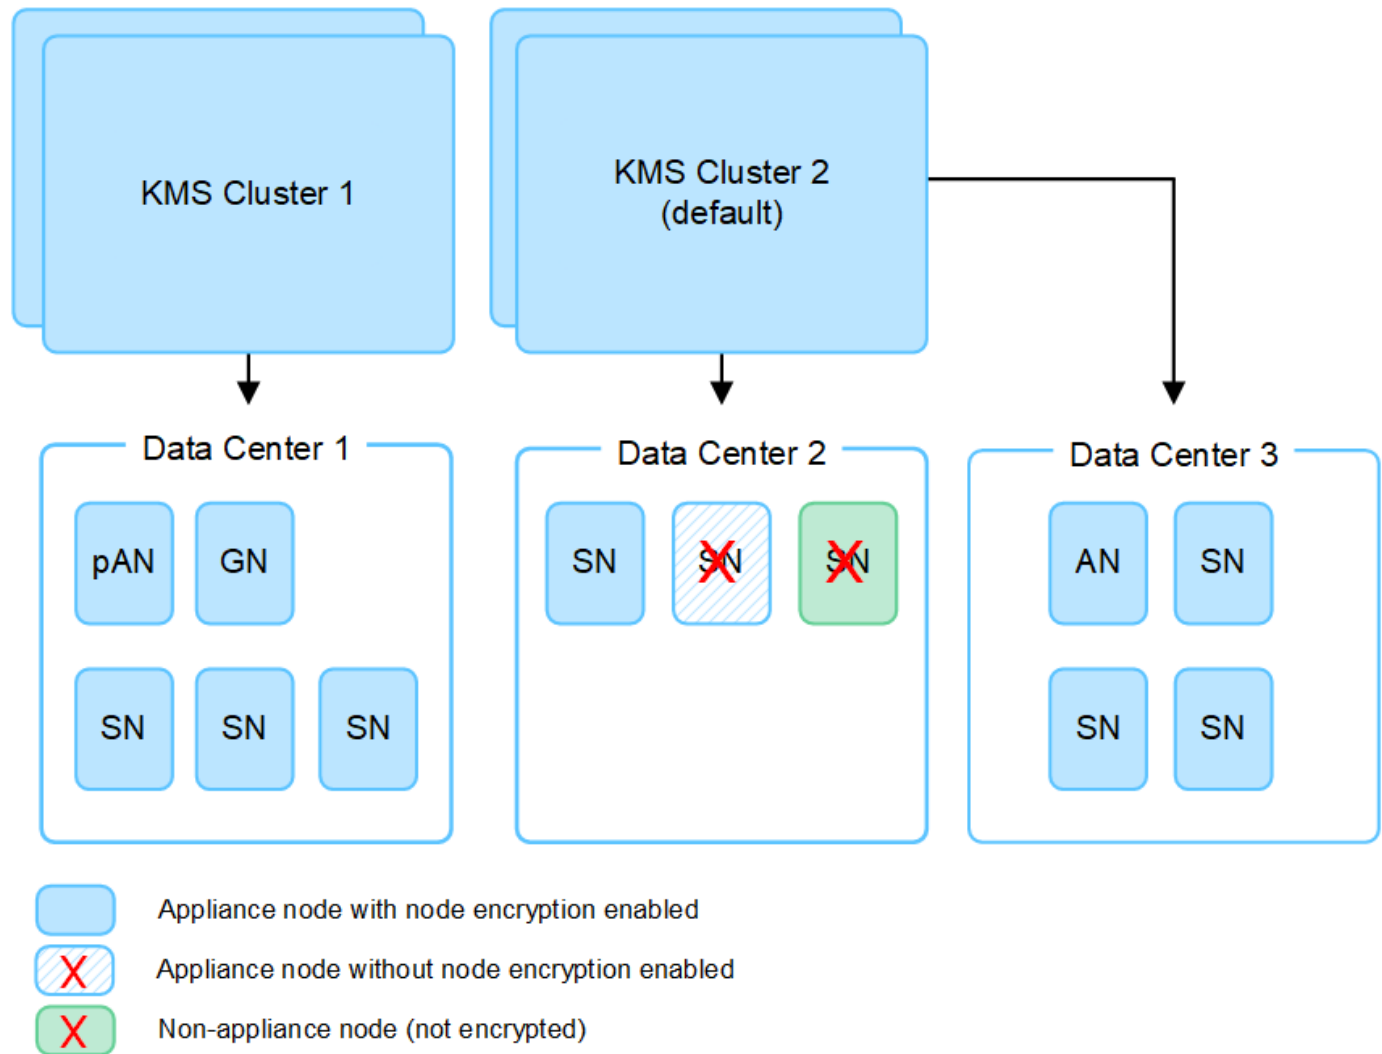 KMS Cluster 1
KMS Cluster 2
(default)
Data Center 1
Data Center 2
Data Center 3
pAN
GN
SN
SN
SN
SN
SN
SN
AN
SN
SN
SN
Appliance node with node encryption enabled
X
Appliance node without node encryption enabled
X
Non-appliance node (not encrypted)